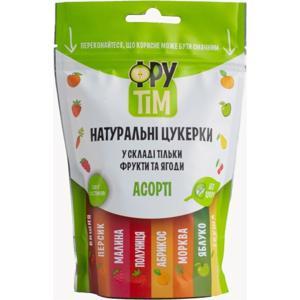 ПЕРЕКОНАЙТЕСЯ, ЩО КОРИСНЕ МОЖЕ БУТИ СМАЧНИМ
ФРУ
ТІМ
НАТУРАЛЬНІ ЦУКЕРКИ
У СКЛАДІ ТІЛЬКИ
ФРУКТИ ТА ЯГОДИ
АСОРТІ
ВИШНЯ
ПЕРСИК
МАЛИНА
ПОЛУНИЦЯ
АБРИКОС
МОРКВА
ЯБЛУКО
ГРУША